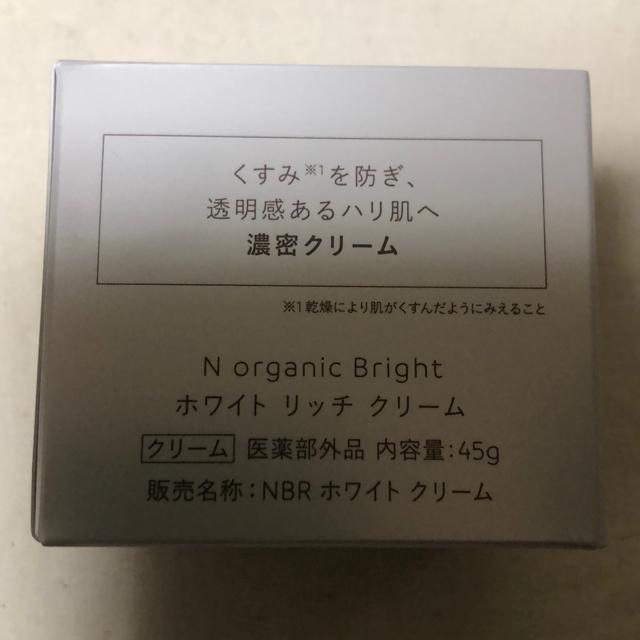 くすみ※1を防ぎ、
透明感あるハリ肌へ
濃密クリーム
※1 乾燥により肌がくすんだようにみえること
N organic Bright
ホワイト リッチ クリーム
クリーム 医薬部外品 内容量：45g
販売名称：NBR ホワイト クリーム